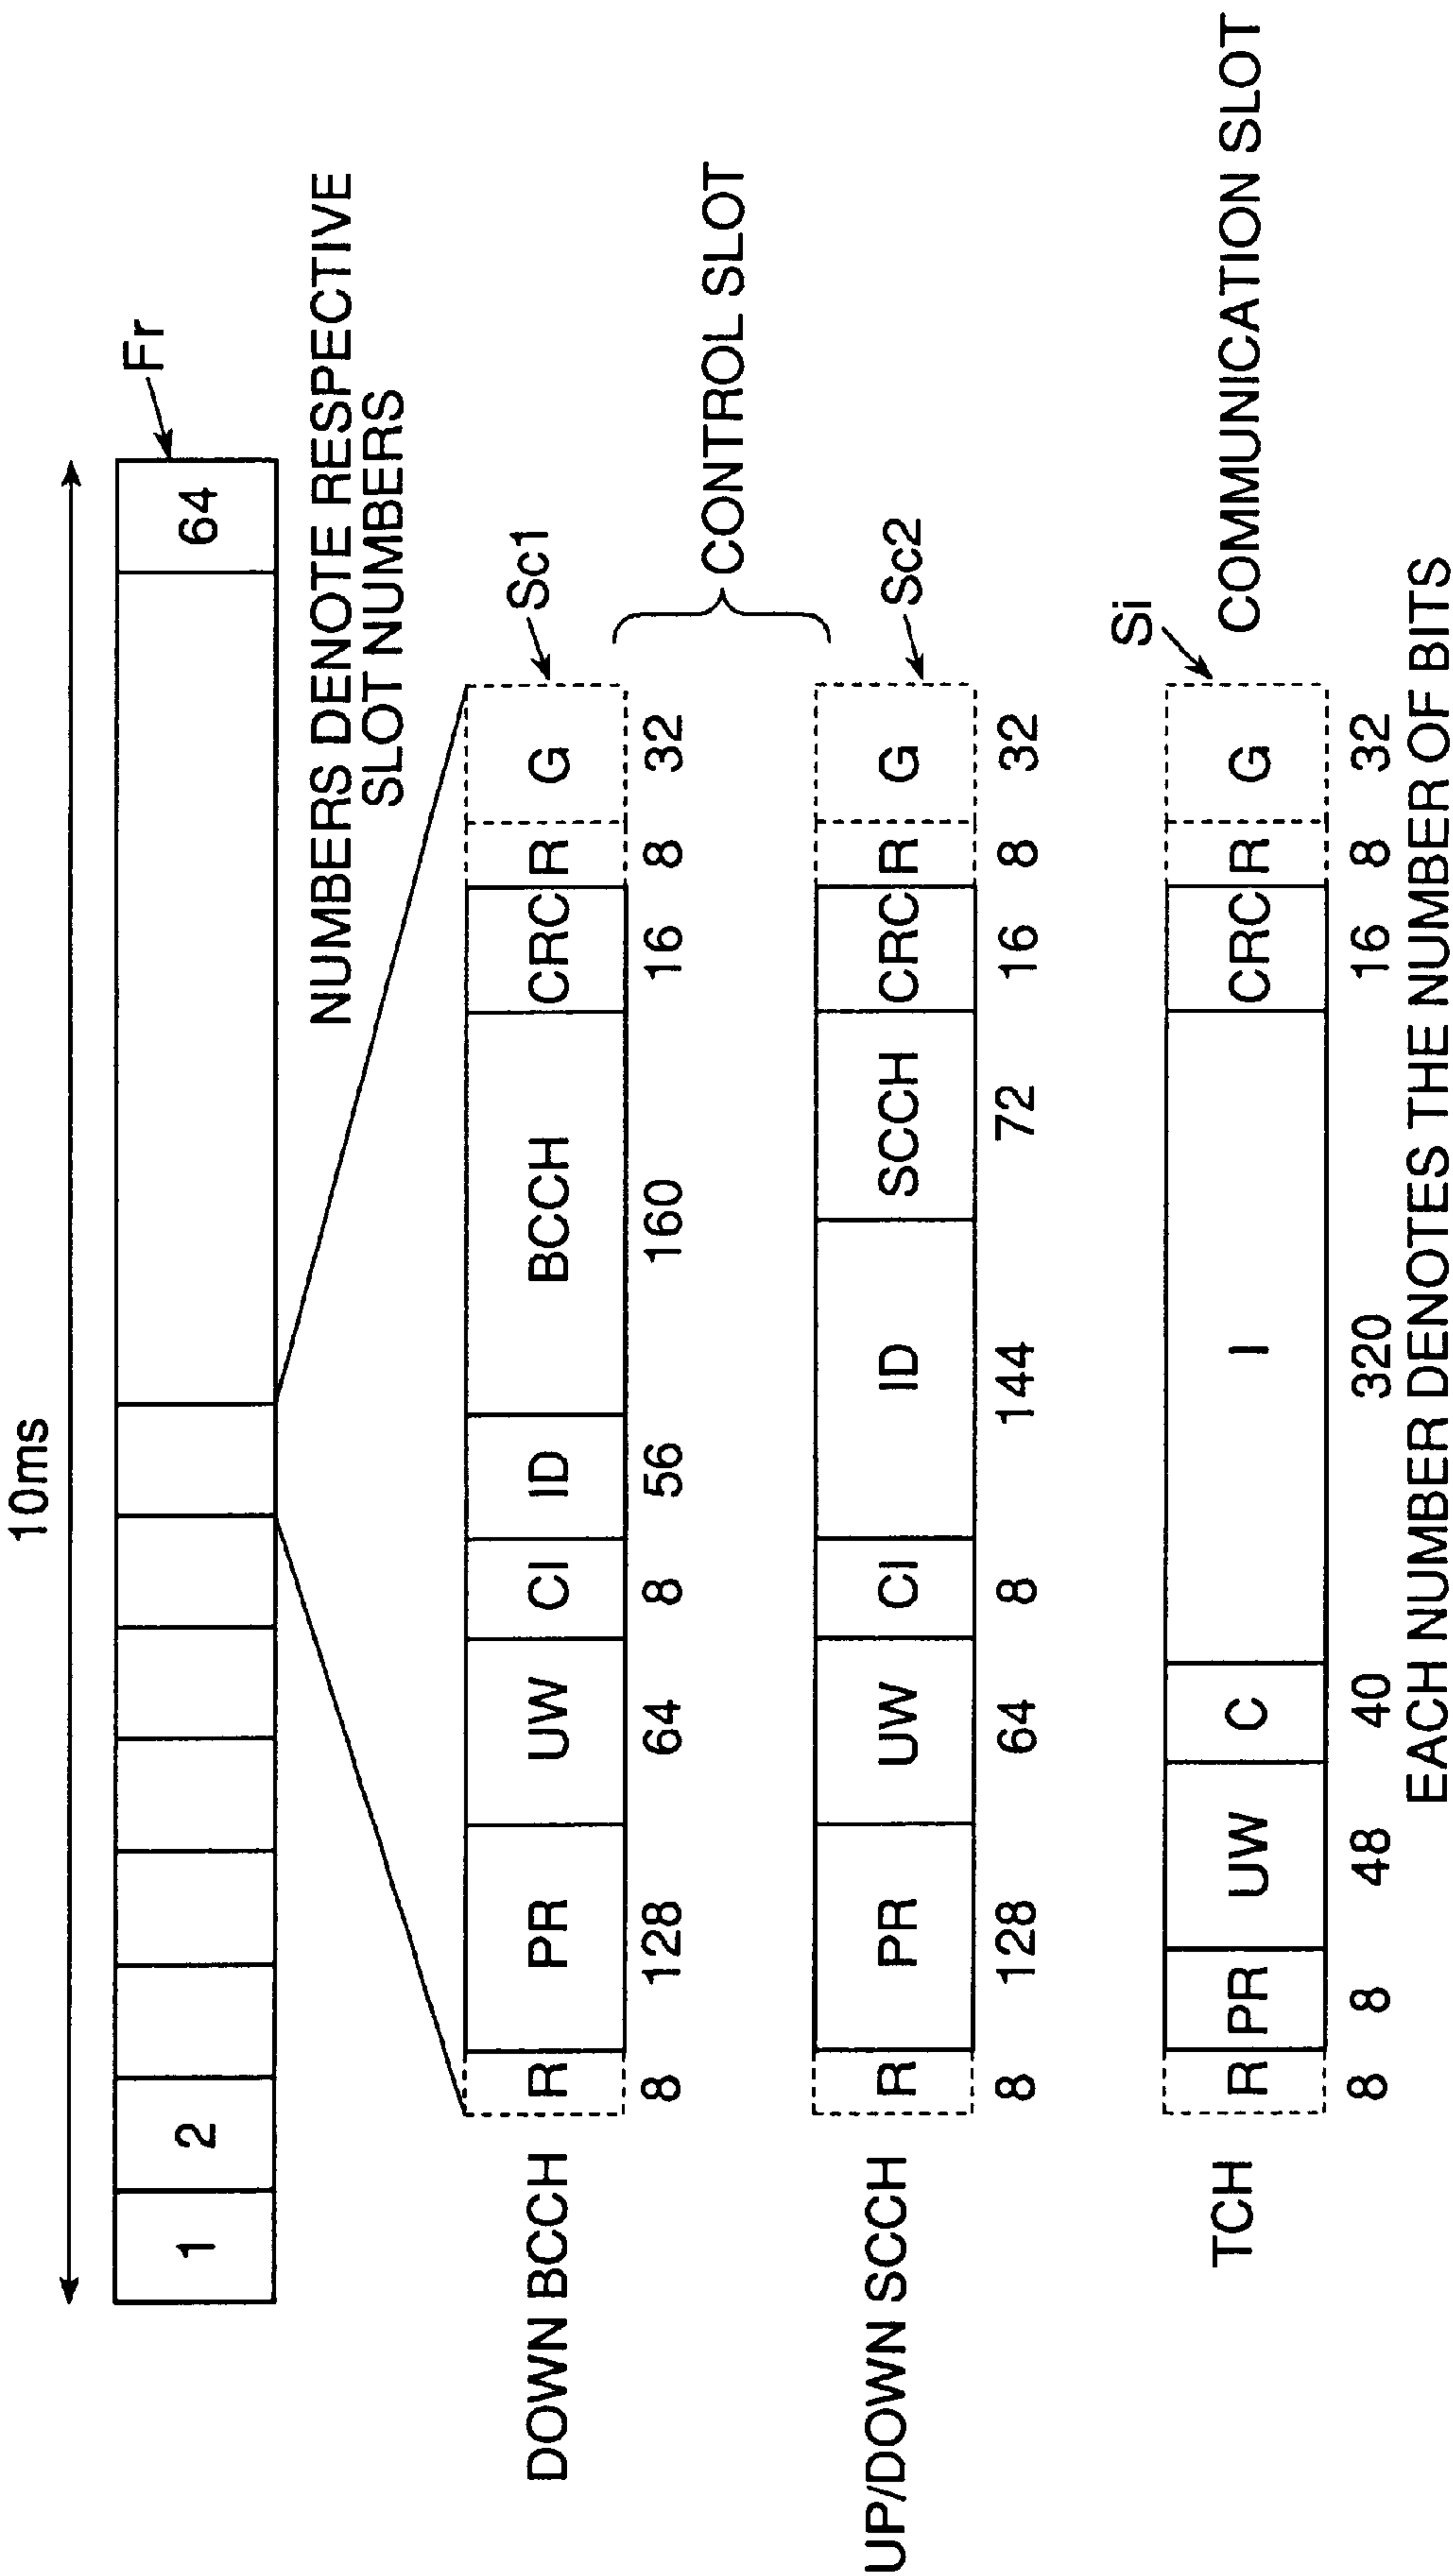 10ms
1 2 64
Fr
NUMBERS DENOTE RESPECTIVE
SLOT NUMBERS
DOWN BCCH
R PR UW CI ID BCCH CRC R G
Sc1
8 128 64 8 56 160 16 8 32
CONTROL SLOT
UP/DOWN SCCH
R PR UW CI ID SCCH CRC R G
Sc2
8 128 64 8 144 72 16 8 32
TCH
R PR UW C I CRC R G
Si
COMMUNICATION SLOT
8 8 48 40 320 16 8 32
EACH NUMBER DENOTES THE NUMBER OF BITS